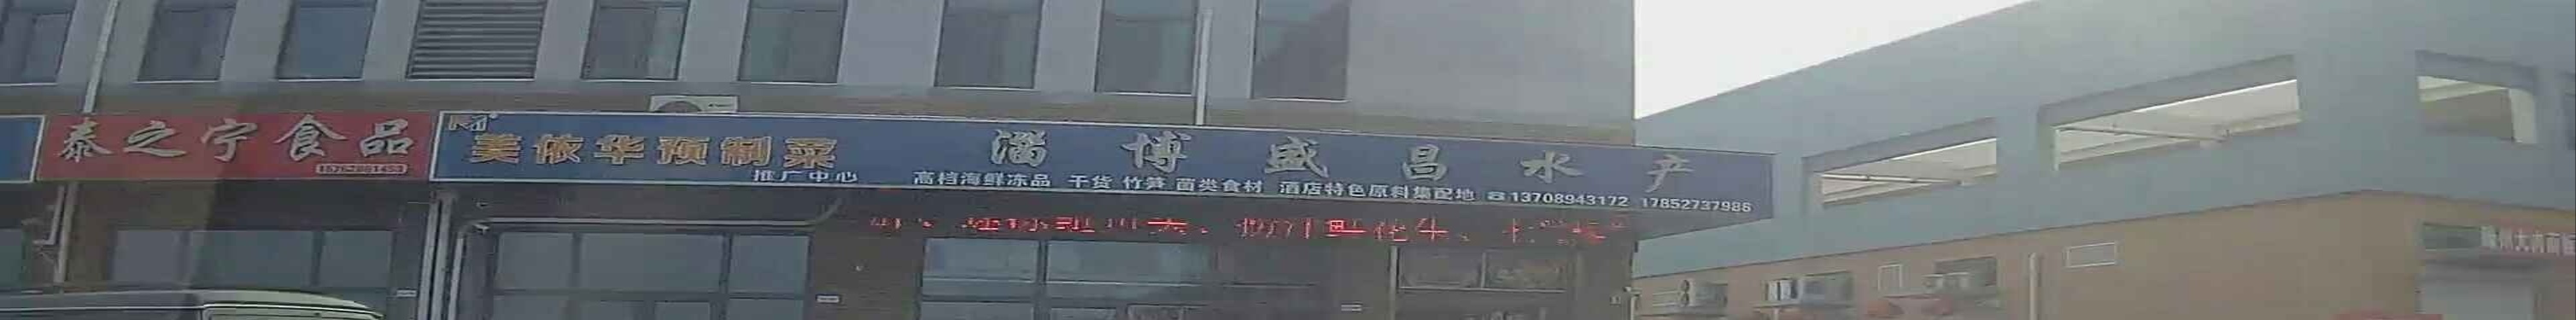 泰之宁食品
美依华预制菜
推广中心
淄博盛昌水产
高档海鲜冻品 干货 竹笋 菌类食材 酒店特色原料集配地 ☎13708943172 17852737986